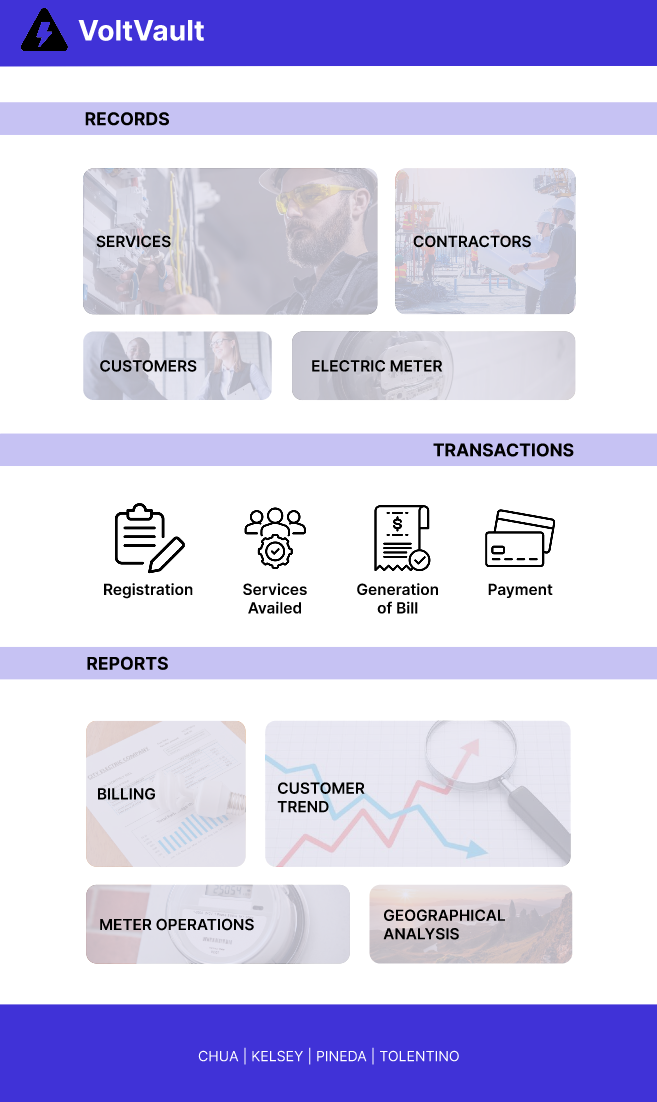 VoltVault
RECORDS
SERVICES
CONTRACTORS
CUSTOMERS
ELECTRIC METER
TRANSACTIONS
$
Registration
Services
Availed
Generation
of Bill
Payment
REPORTS
BILLING
CUSTOMER
TREND
METER OPERATIONS
GEOGRAPHICAL
ANALYSIS
CHUA | KELSEY | PINEDA | TOLENTINO